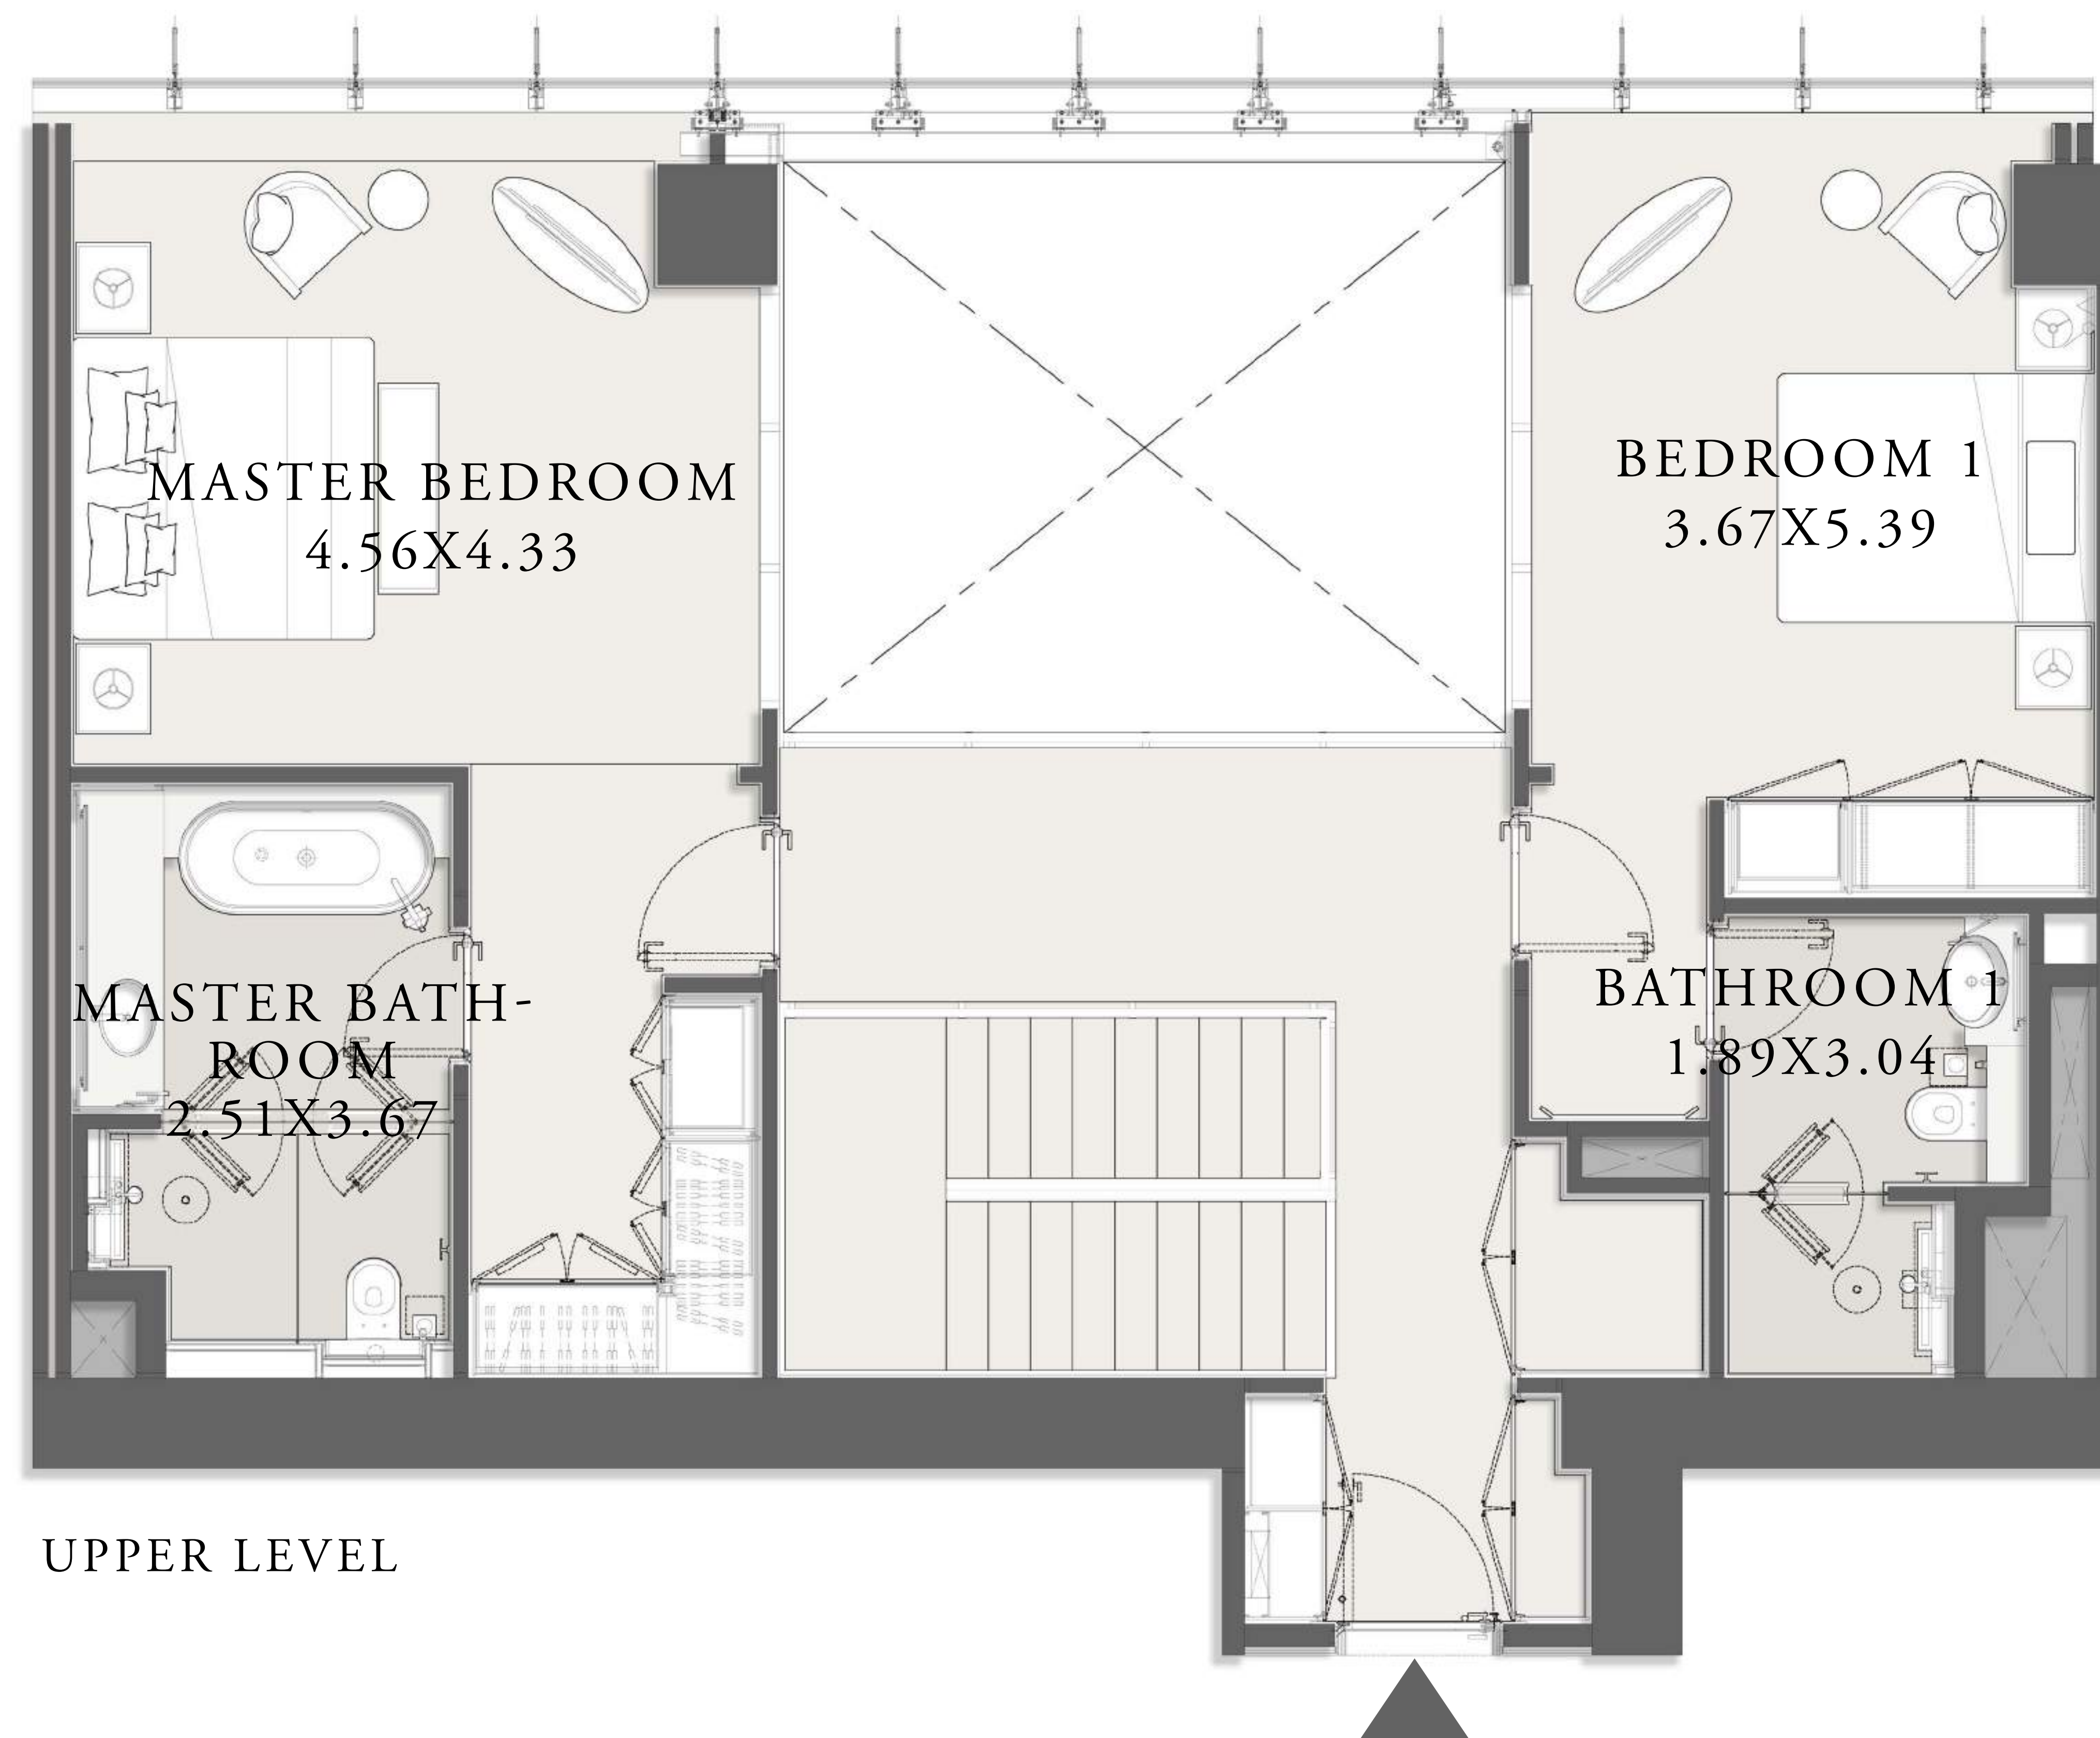 MASTER BEDROOM
4.56X4.33
BEDROOM 1
3.67X5.39
MASTER BATH-
ROOM
2.51X3.67
BATHROOM 1
1.89X3.04
UPPER LEVEL